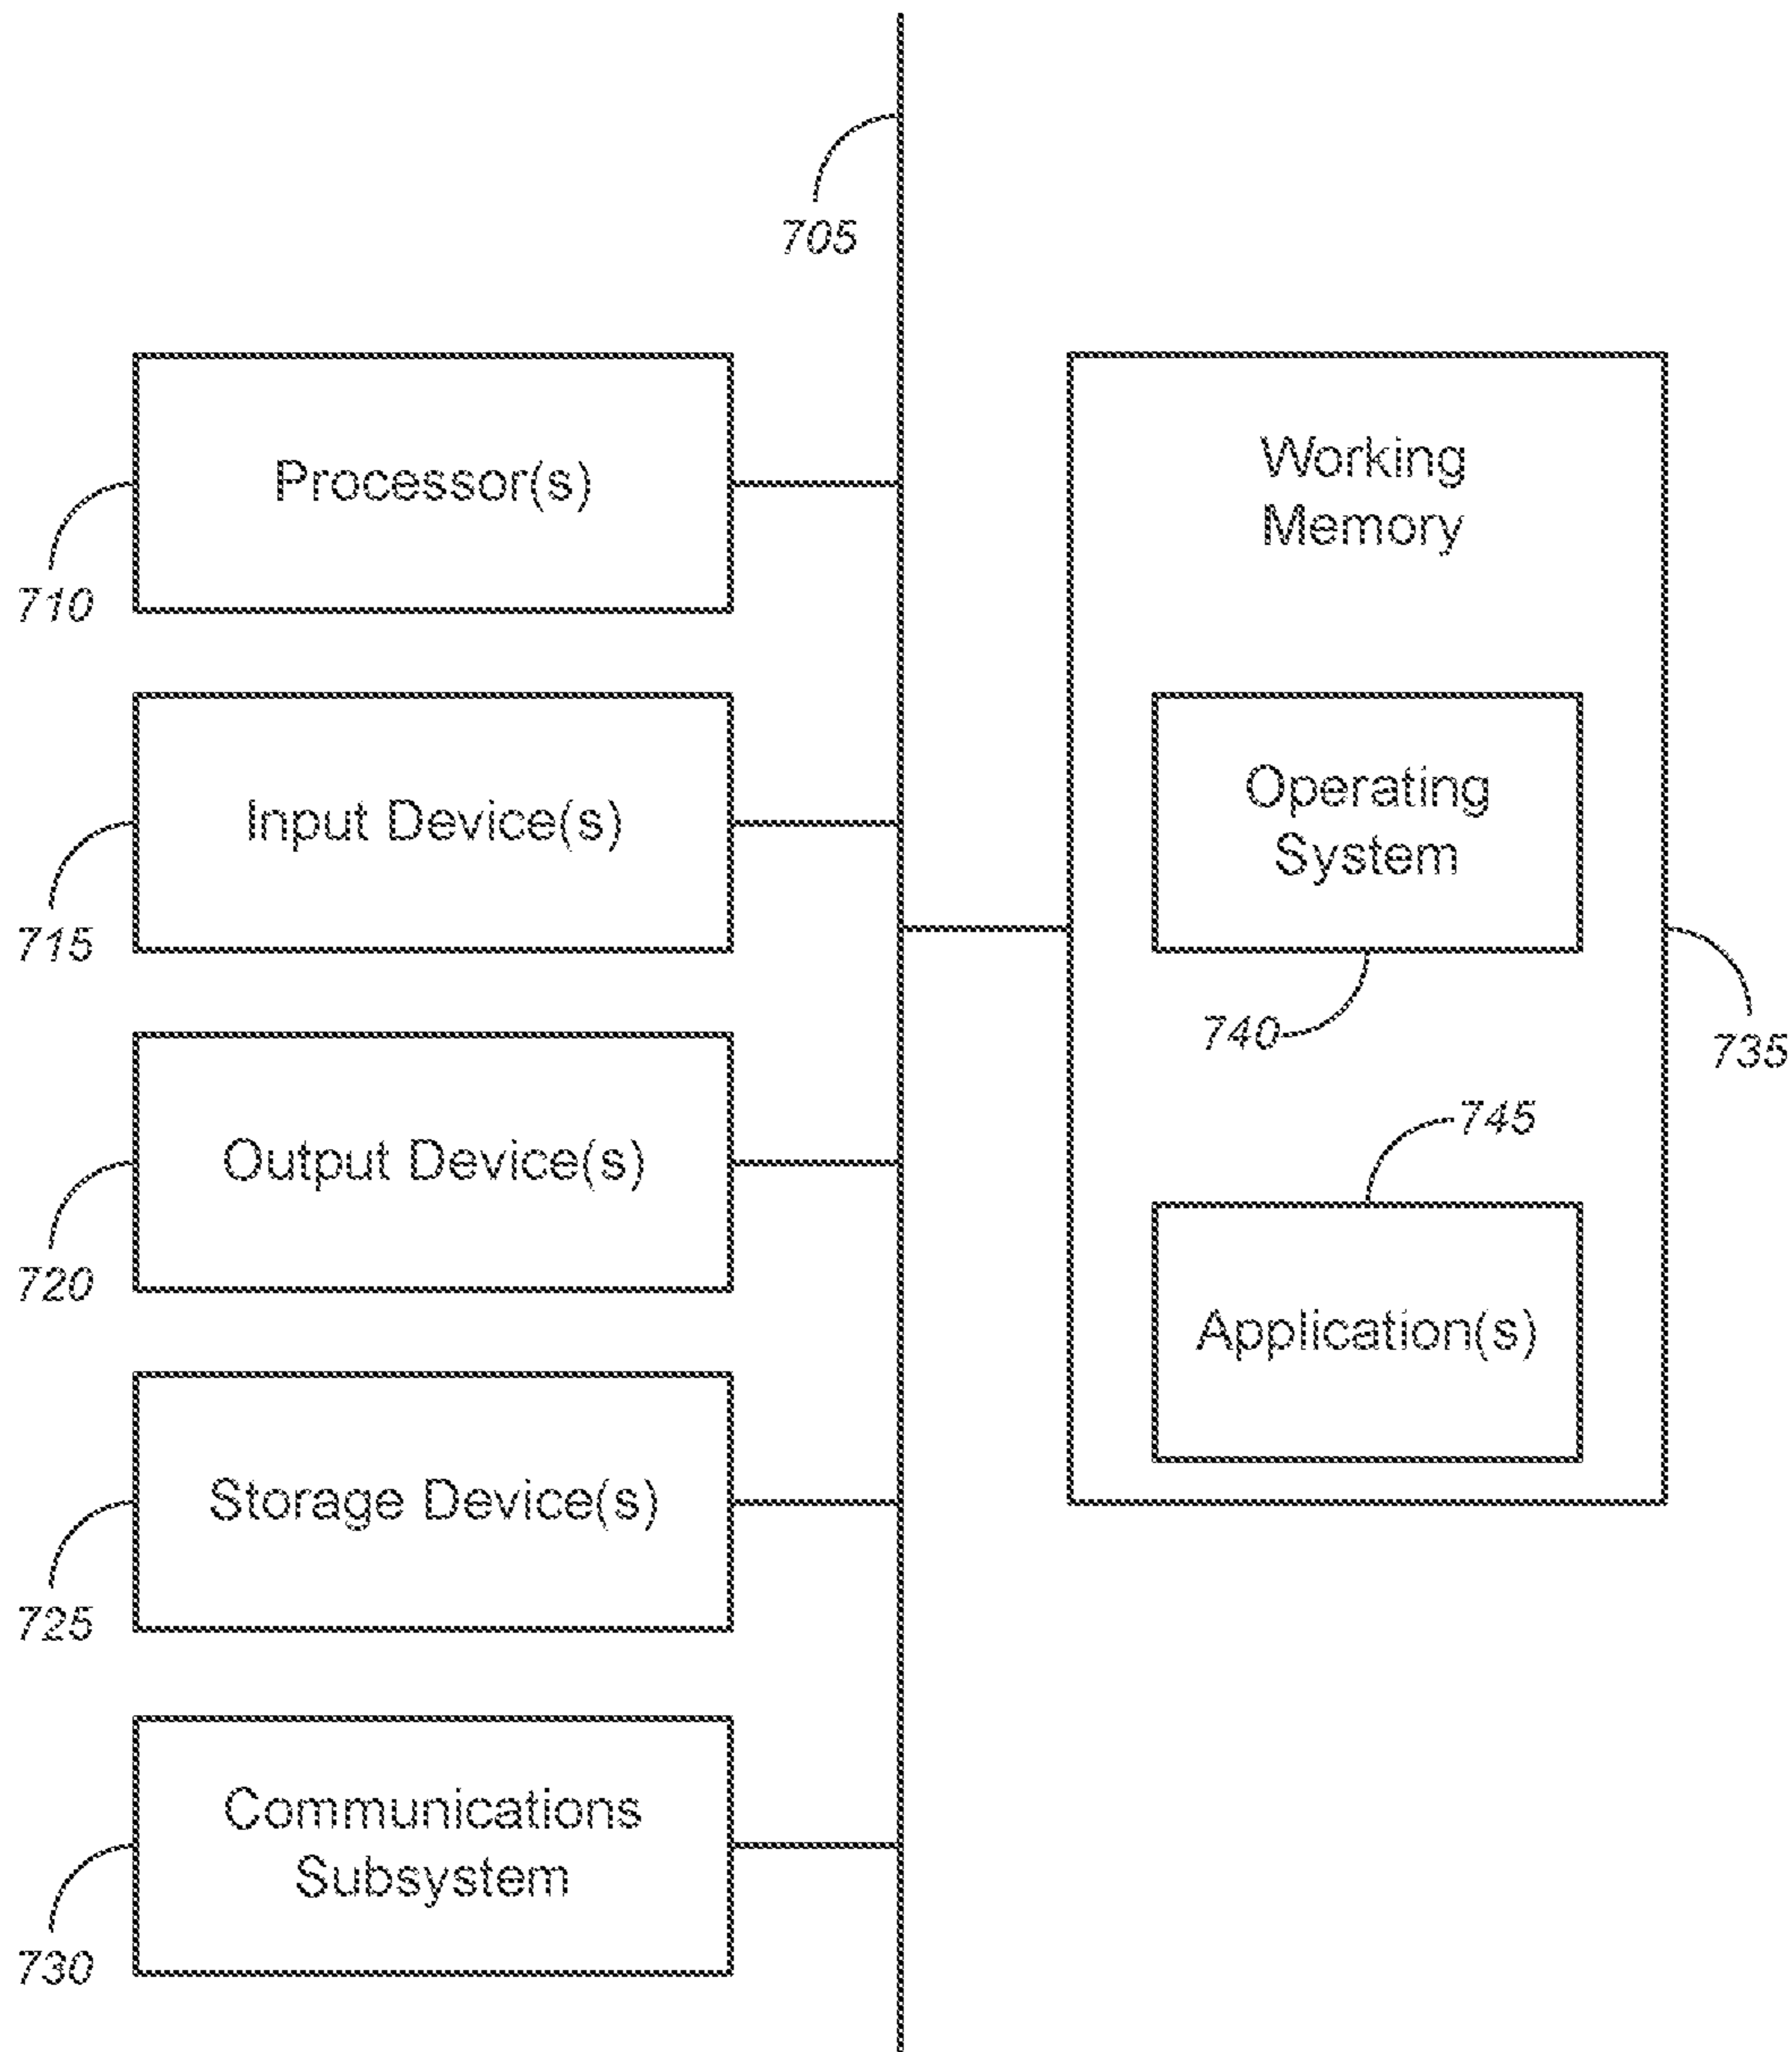 705
Processor(s)
710
Input Device(s)
715
Output Device(s)
720
Storage Device(s)
725
Communications
Subsystem
730
Working
Memory
Operating
System
740
735
745
Application(s)